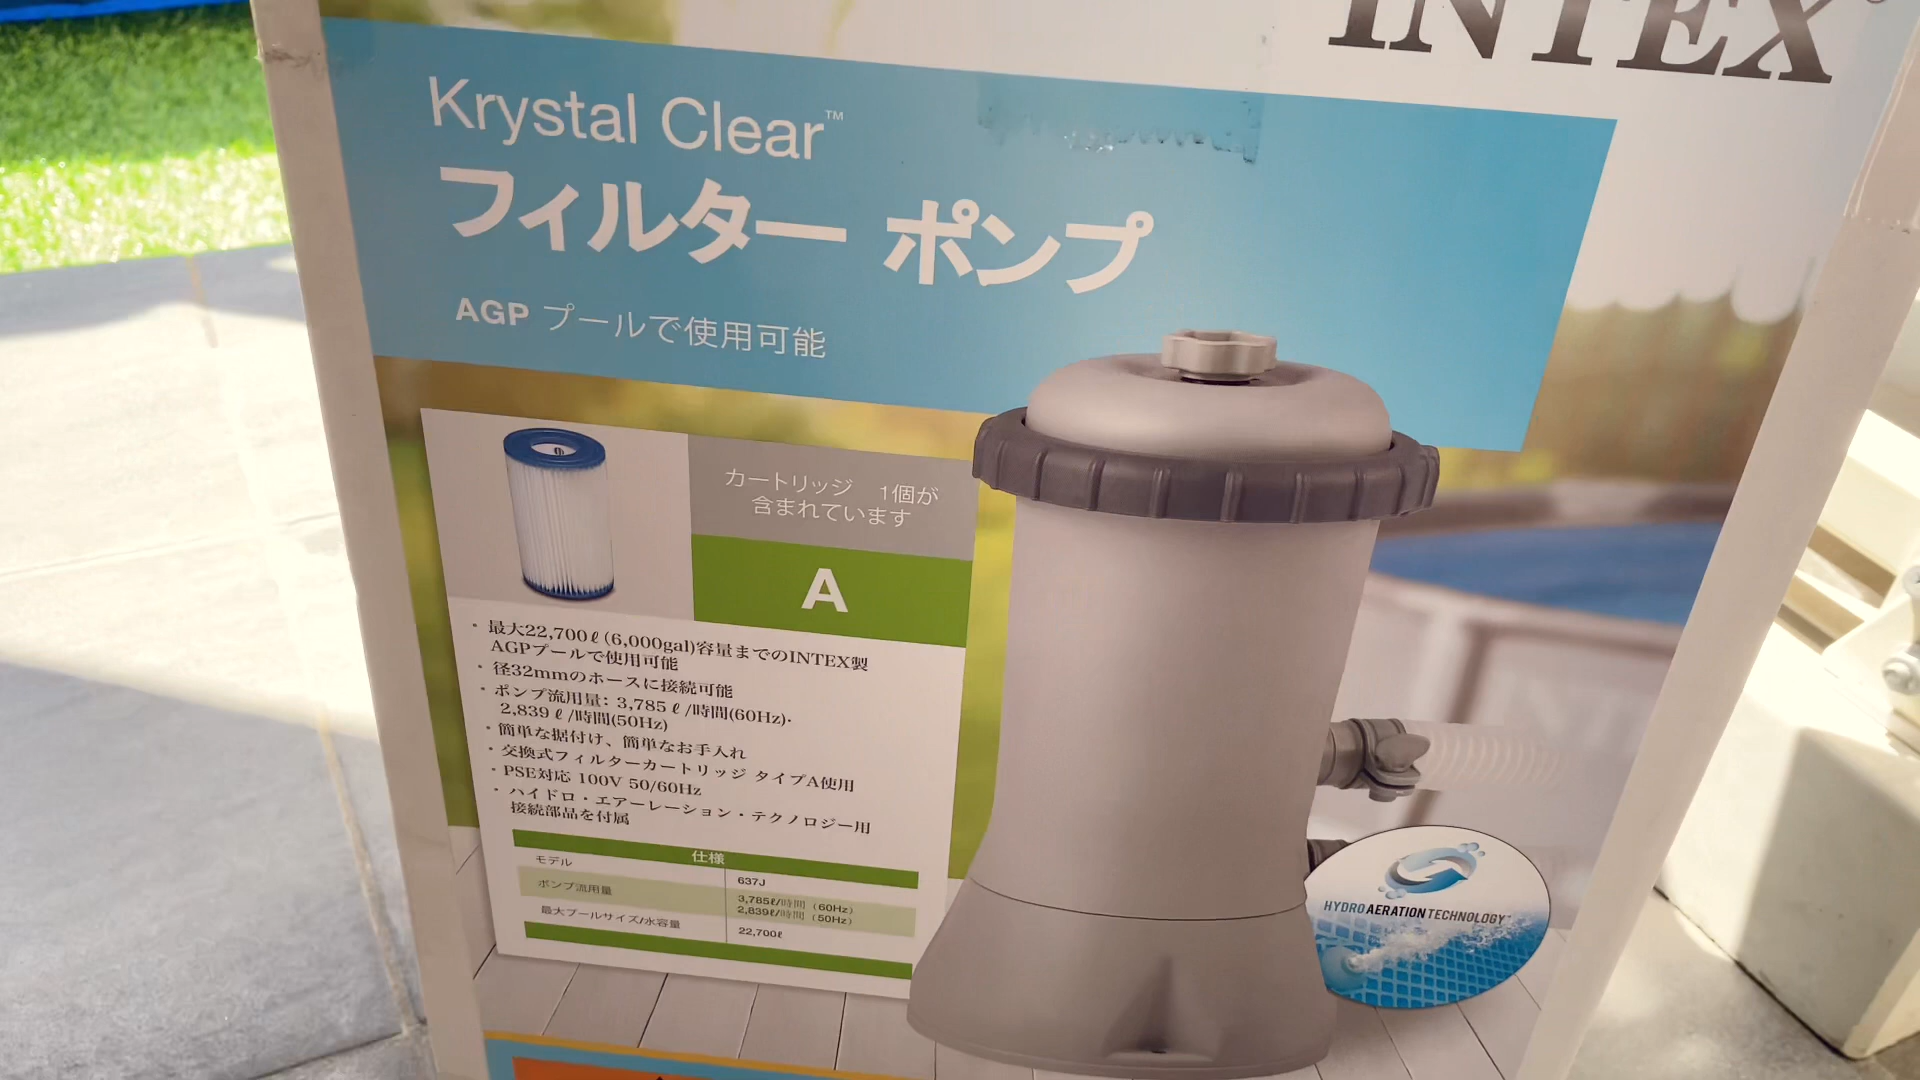 INTEX
Krystal Clear™
フィルター ポンプ
AGP プールで使用可能
カートリッジ 1個が
含まれています
A
・最大22,700ℓ(6,000gal)容量までのINTEX製
AGPプールで使用可能
・径32mmのホースに接続可能
・ポンプ流用量: 3,785ℓ/時間(60Hz)·
2,839ℓ/時間(50Hz)
・簡単な据付け、簡単なお手入れ
・交換式フィルターカートリッジ タイプA使用
・PSE対応 100V 50/60Hz
・ハイドロ・エアーレーション・テクノロジー用
接続部品を付属
仕様
モデル 637J
ポンプ流用量 3,785ℓ/時間 (60Hz)
2,839ℓ/時間 (50Hz)
最大プールサイズ/水容量 22,700ℓ
HYDRO AERATION TECHNOLOGY™